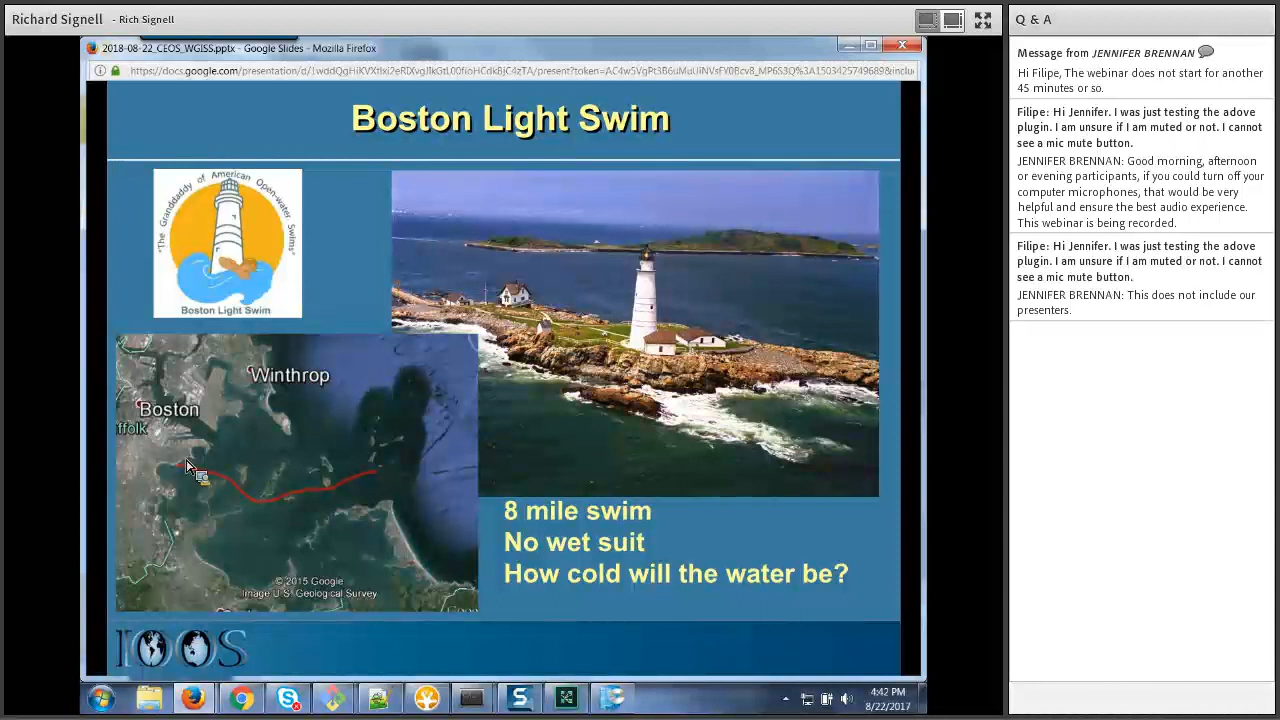 Richard Signell - Rich Signell
2018-08-22_CEOS_WGISS.pptx - Google Slides - Mozilla Firefox
Boston Light Swim
"The Granddaddy of American Open-water Swims"
Boston Light Swim
Winthrop
Boston
ffolk
© 2015 Google
Image U.S. Geological Survey
8 mile swim
No wet suit
How cold will the water be?
IOOS
4:42 PM
8/22/2017
Q & A
Message from JENNIFER BRENNAN
Hi Filipe, The webinar does not start for another
45 minutes or so.
Filipe: Hi Jennifer. I was just testing the adove
plugin. I am unsure if I am muted or not. I cannot
see a mic mute button.
JENNIFER BRENNAN: Good morning, afternoon
or evening participants, if you could turn off your
computer microphones, that would be very
helpful and ensure the best audio experience.
This webinar is being recorded.
Filipe: Hi Jennifer. I was just testing the adove
plugin. I am unsure if I am muted or not. I cannot
see a mic mute button.
JENNIFER BRENNAN: This does not include our
presenters.